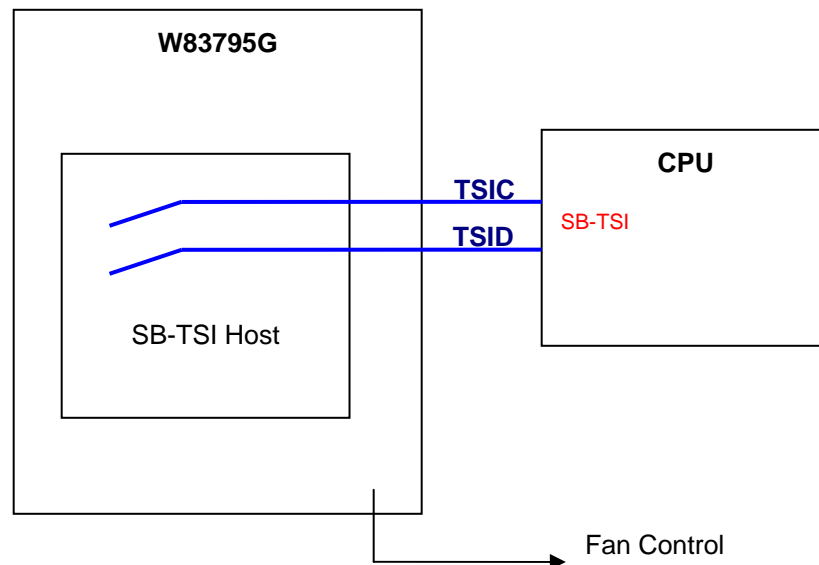 W83795G
CPU
TSIC
SB-TSI
TSID
SB-TSI Host
Fan Control